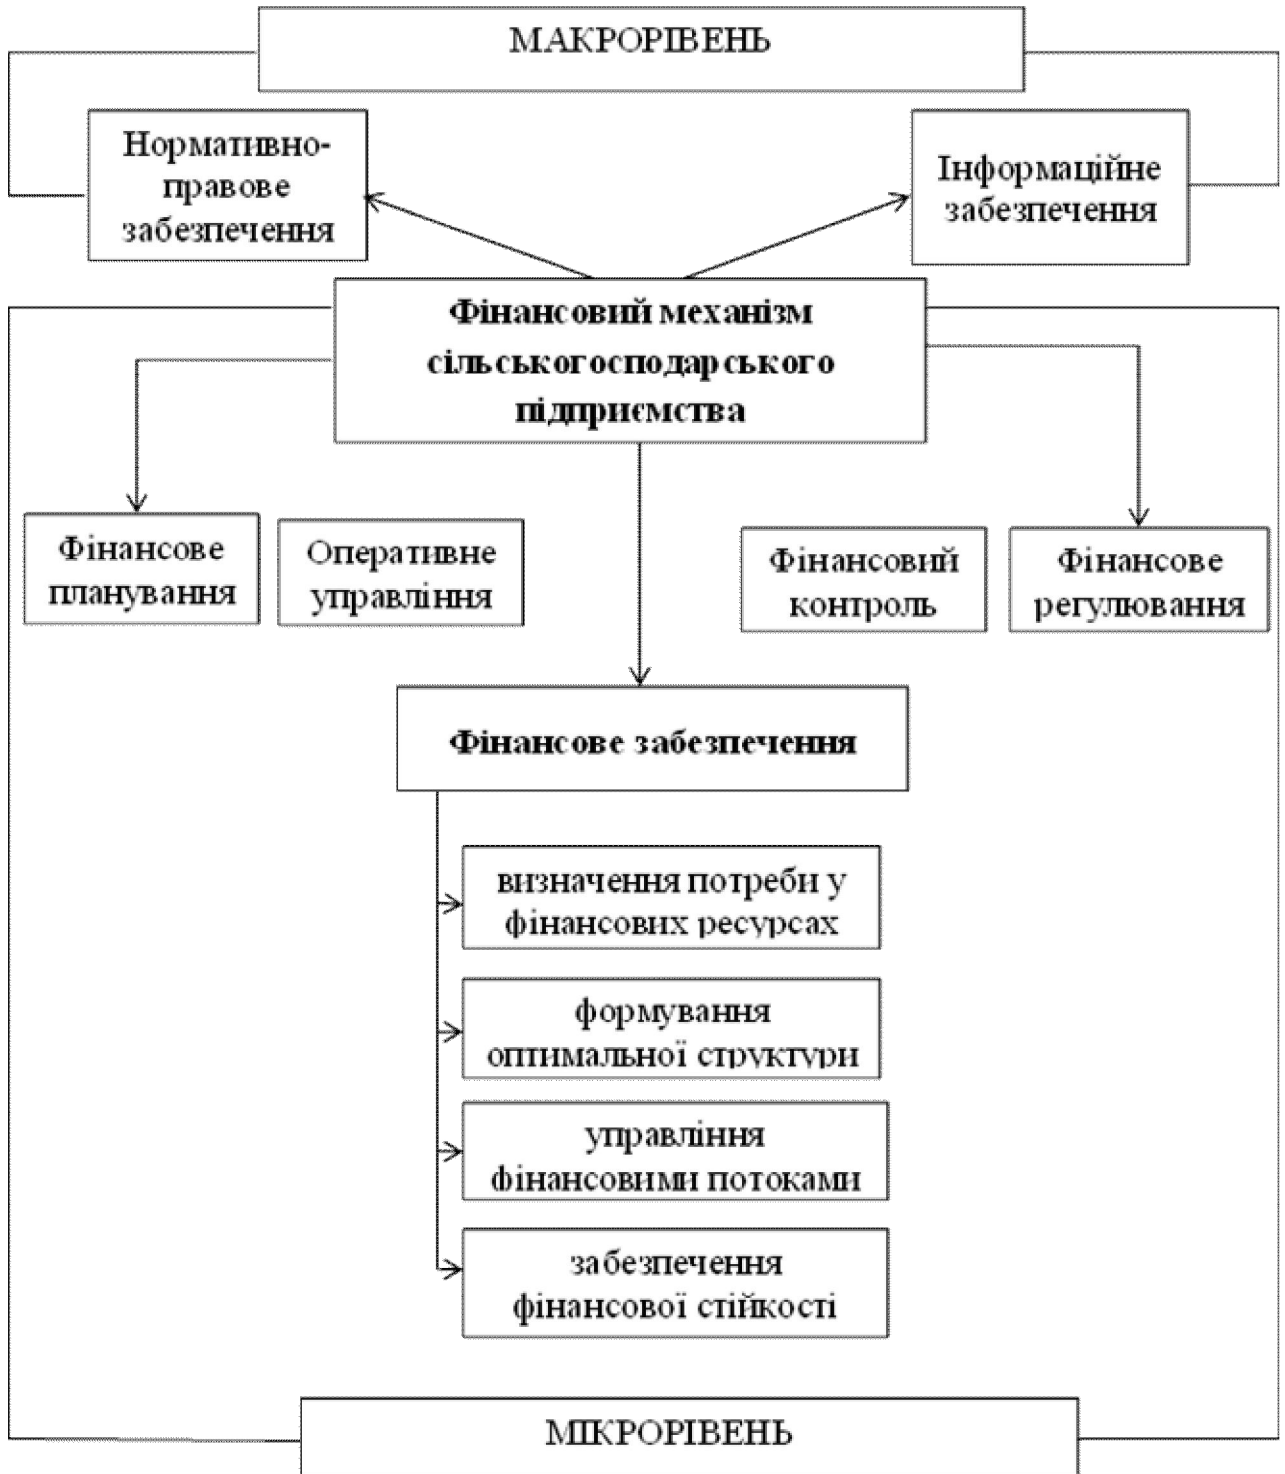 МАКРОРІВЕНЬ
Нормативно-
правове
забезпечення
Інформаційне
забезпечення
Фінансовий механізм
сільськогосподарського
підприємства
Фінансове
планування
Оперативне
управління
Фінансовий
контроль
Фінансове
регулювання
Фінансове забезпечення
визначення потреби у
фінансових ресурсах
формування
оптимальної структури
управління
фінансовими потоками
забезпечення
фінансової стійкості
МІКРОРІВЕНЬ